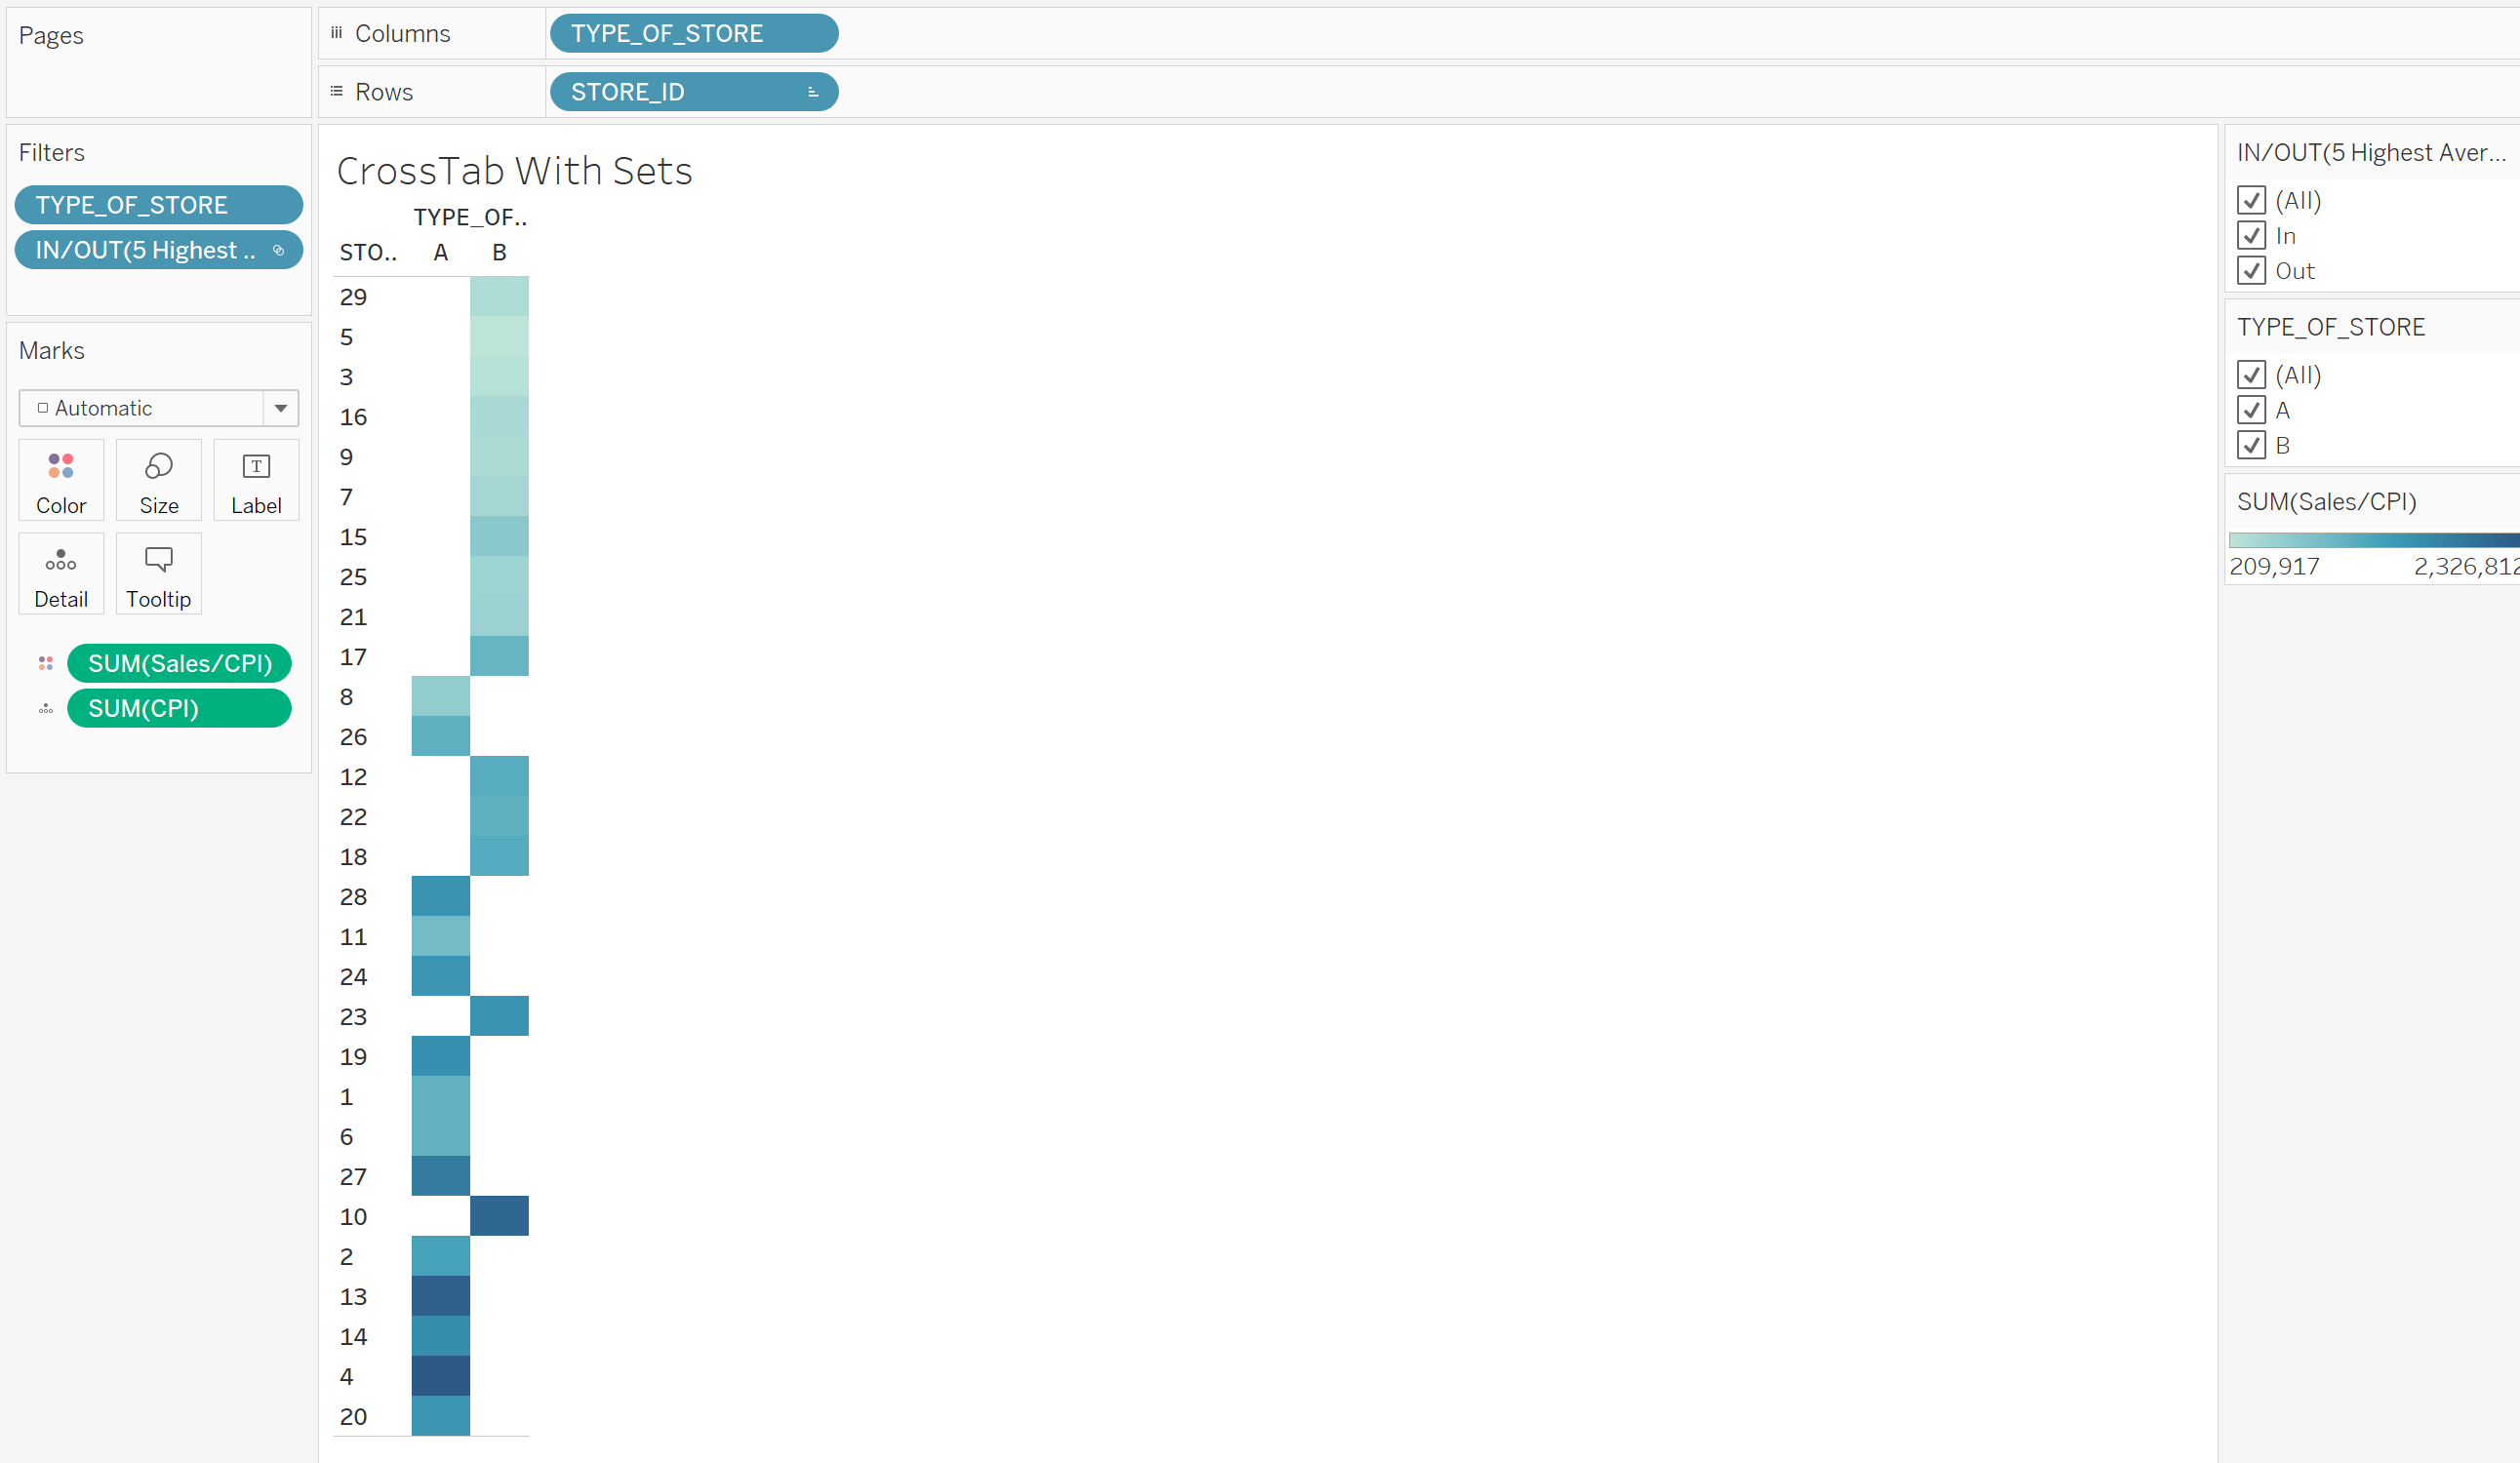 Pages
Columns
TYPE_OF_STORE
Rows
STORE_ID
Filters
TYPE_OF_STORE
IN/OUT(5 Highest ..
Marks
Automatic
Color
Size
T
Label
Detail
Tooltip
SUM(Sales/CPI)
SUM(CPI)
CrossTab With Sets
TYPE_OF..
STO..
A
B
29
5
3
16
9
7
15
25
21
17
8
26
12
22
18
28
11
24
23
19
1
6
27
10
2
13
14
4
20
IN/OUT(5 Highest Aver...
(All)
In
Out
TYPE_OF_STORE
(All)
A
B
SUM(Sales/CPI)
209,917
2,326,812